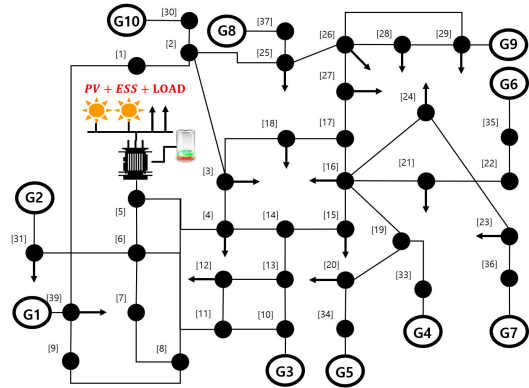 G10 [30] [37] G8 [26] [28] [29] G9
[2] [25]
[1]
PV + ESS + LOAD [27] G6
[24]
[18] [17] [35]
[3] [16] [21] [22]
G2 [5]
[4] [14] [15] [23]
[31] [6] [19]
[12] [13] [20] [36]
[39] [33]
G1 [7] [11] [10] [34]
[9] [8] G3 G5 G4 G7